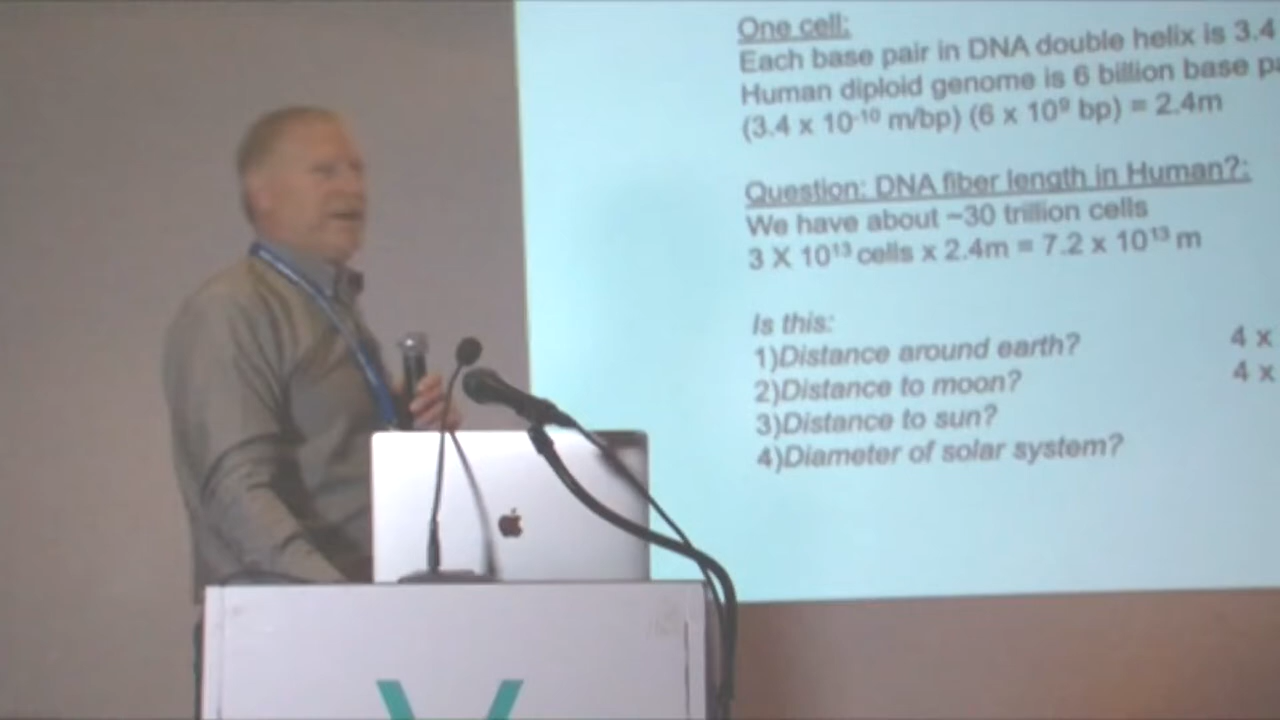 One cell:
Each base pair in DNA double helix is 3.4
Human diploid genome is 6 billion base pa
(3.4 x 10⁻¹⁰ m/bp) (6 x 10⁹ bp) = 2.4m
Question: DNA fiber length in Human?:
We have about ~30 trillion cells
3 X 10¹³ cells x 2.4m = 7.2 x 10¹³ m
Is this:
1)Distance around earth? 4 x
2)Distance to moon? 4 x
3)Distance to sun?
4)Diameter of solar system?